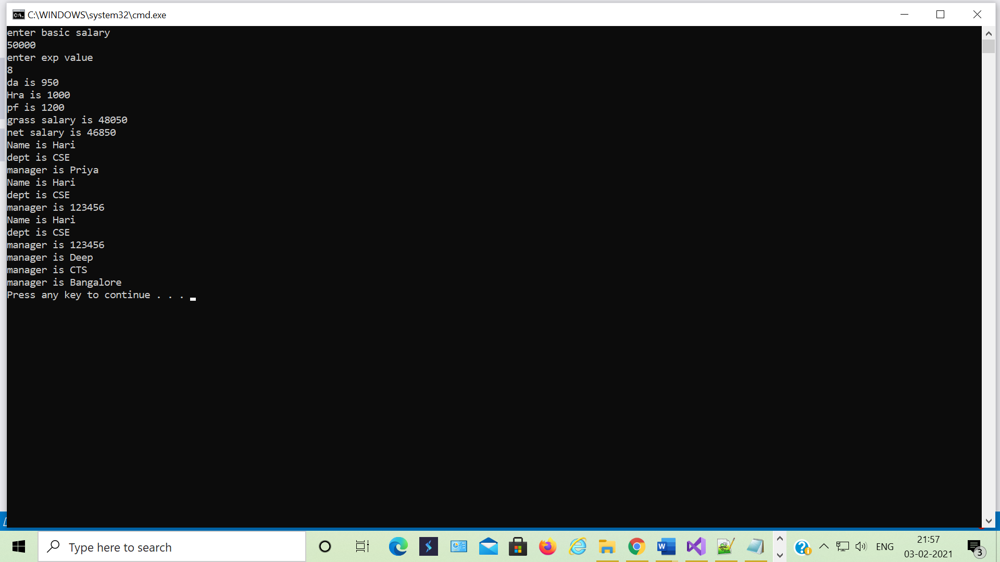 C:\WINDOWS\system32\cmd.exe
enter basic salary
50000
enter exp value
8
da is 950
Hra is 1000
pf is 1200
grass salary is 48050
net salary is 46850
Name is Hari
dept is CSE
manager is Priya
Name is Hari
dept is CSE
manager is 123456
Name is Hari
dept is CSE
manager is 123456
manager is Deep
manager is CTS
manager is Bangalore
Press any key to continue . . .
Type here to search
ENG
21:57
03-02-2021
3